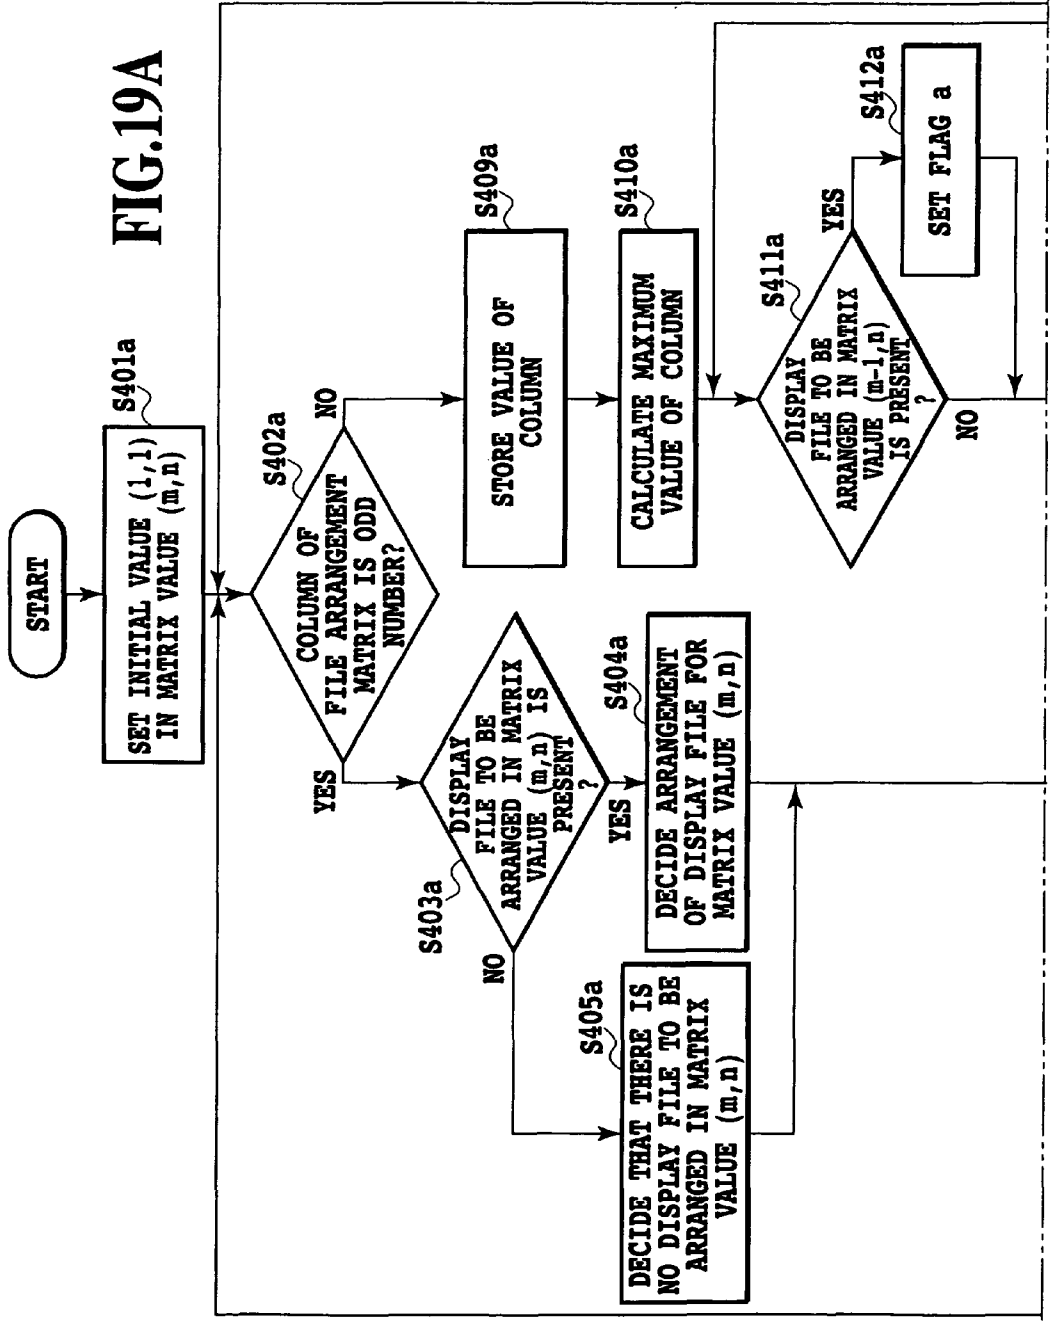 FIG.19A
START
S401a
SET INITIAL VALUE (1,1)
IN MATRIX VALUE (m,n)
S402a
COLUMN OF
FILE ARRANGEMENT
MATRIX IS ODD
NUMBER?
YES
NO
S403a
DISPLAY
FILE TO BE
ARRANGED IN MATRIX
VALUE (m,n) IS
PRESENT
?
NO
YES
S405a
DECIDE THAT THERE IS
NO DISPLAY FILE TO BE
ARRANGED IN MATRIX
VALUE (m,n)
S404a
DECIDE ARRANGEMENT
OF DISPLAY FILE FOR
MATRIX VALUE (m,n)
S409a
STORE VALUE OF
COLUMN
S410a
CALCULATE MAXIMUM
VALUE OF COLUMN
S411a
DISPLAY
FILE TO BE
ARRANGED IN MATRIX
VALUE (m-1,n)
IS PRESENT
?
YES
NO
S412a
SET FLAG a